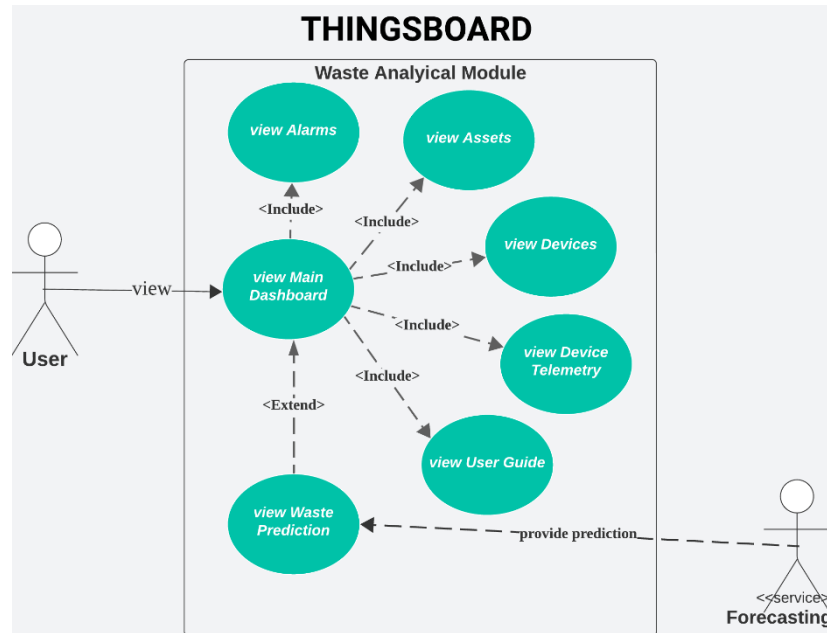 THINGSBOARD
Waste Analyical Module
view Alarms
view Assets
<Include>
<Include>
view Devices
<Include>
view Main
Dashboard
view
<Include>
view Device
Telemetry
User
<Include>
<Extend>
view User Guide
view Waste
Prediction
provide prediction
<<service>
Forecasting